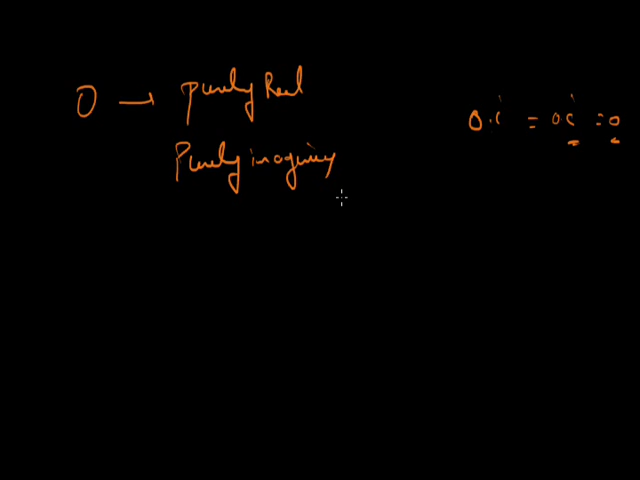 0 → Purely Real
Purely imaginary
0.i = 0i = 0